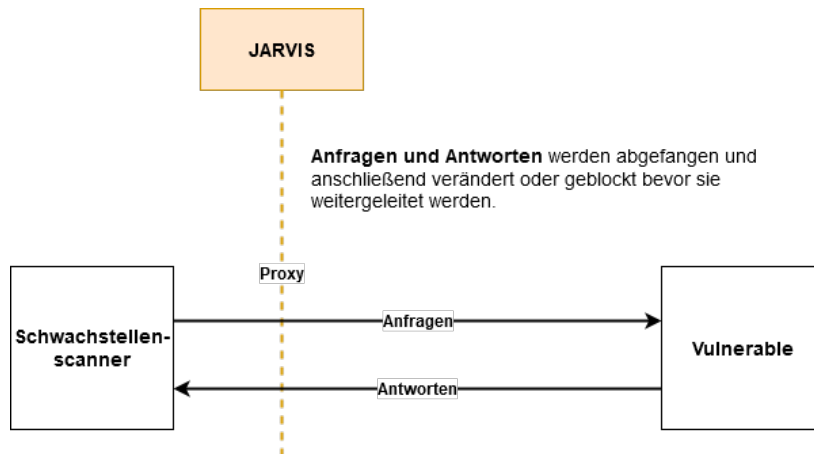 JARVIS
Anfragen und Antworten werden abgefangen und
anschließend verändert oder geblockt bevor sie
weitergeleitet werden.
Proxy
Schwachstellen-
scanner
Anfragen
Vulnerable
Antworten